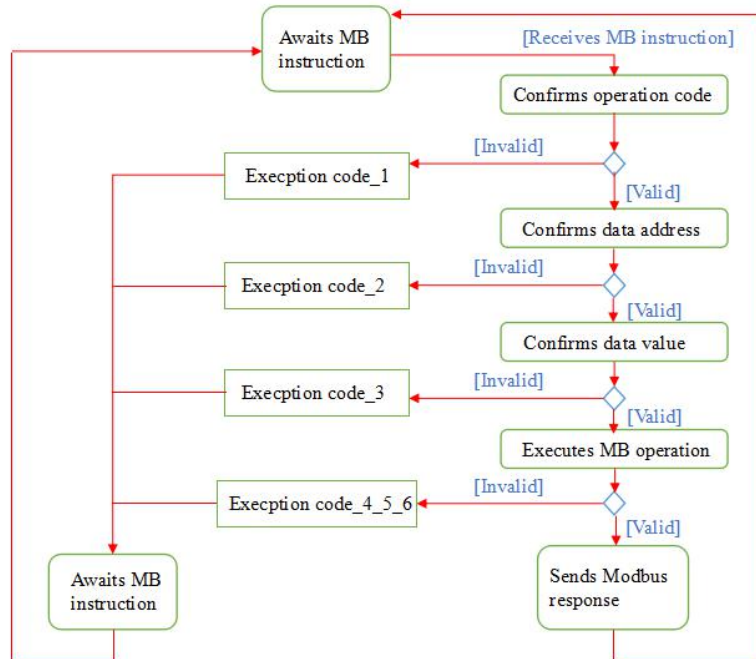 Awaits MB
instruction
[Receives MB instruction]
Confirms operation code
[Invalid]
Execption code_1
[Valid]
Confirms data address
[Invalid]
Execption code_2
[Valid]
Confirms data value
[Invalid]
Execption code_3
[Valid]
Executes MB operation
[Invalid]
Execption code_4_5_6
[Valid]
Awaits MB
instruction
Sends Modbus
response